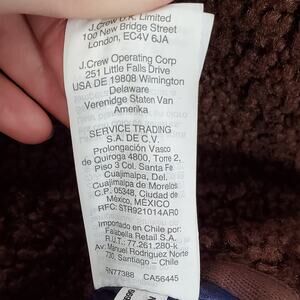 J.Crew U.K. Limited
100 New Bridge Street
London, EC4V 6JA
J.Crew Operating Corp
251 Little Falls Drive
USA DE 19808 Wilmington
Delaware
Verenidge Staten Van
Amerika
SERVICE TRADING
S.A. DE C.V.
Prolongación Vasco
de Quiroga 4800, Torre 2,
Piso 3 Col. Santa Fe
Cuajimalpa, Del.
Cuajimalpa de Morelos
C.P. 05348, Ciudad de
México, MÉXICO
RFC: STR921014AR0
Importado en Chile por:
Falabella Retail S.A.
R.U.T.: 77.261.280-k
Av. Manuel Rodriguez Norte
730, Santiago - Chile
RN77388 CA56445